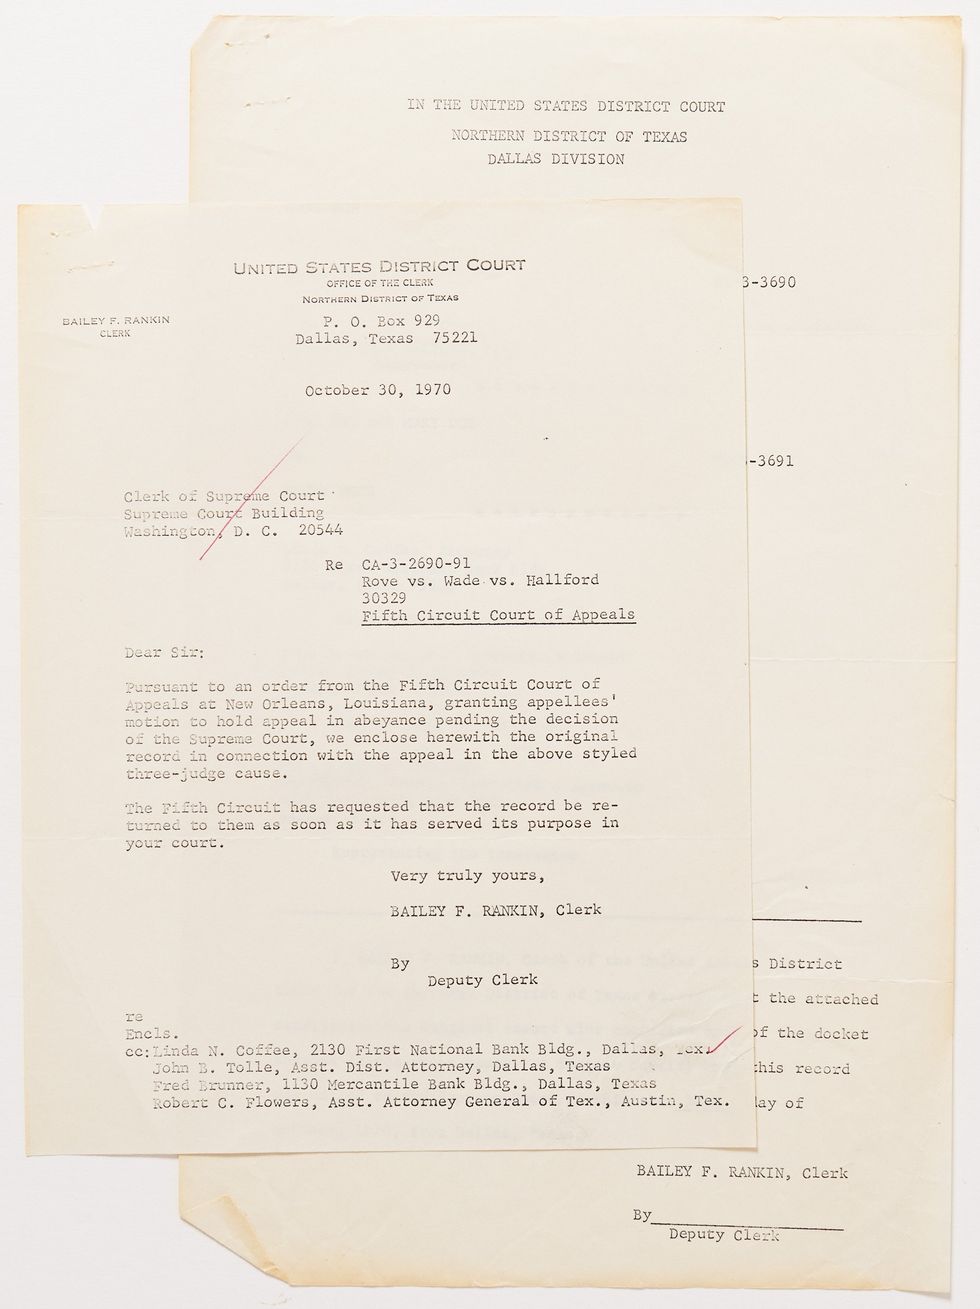 IN THE UNITED STATES DISTRICT COURT
NORTHERN DISTRICT OF TEXAS
DALLAS DIVISION
3-3690
-3691
UNITED STATES DISTRICT COURT
OFFICE OF THE CLERK
NORTHERN DISTRICT OF TEXAS
BAILEY F. RANKIN
CLERK
P. O. Box 929
Dallas, Texas 75221
October 30, 1970
Clerk of Supreme Court
Supreme Court Building
Washington, D. C. 20544
Re CA-3-2690-91
Rove vs. Wade vs. Hallford
30329
Fifth Circuit Court of Appeals
Dear Sir:
Pursuant to an order from the Fifth Circuit Court of
Appeals at New Orleans, Louisiana, granting appellees'
motion to hold appeal in abeyance pending the decision
of the Supreme Court, we enclose herewith the original
record in connection with the appeal in the above styled
three-judge cause.
The Fifth Circuit has requested that the record be re-
turned to them as soon as it has served its purpose in
your court.
Very truly yours,
BAILEY F. RANKIN, Clerk
By
Deputy Clerk
re
Encls.
cc:Linda N. Coffee, 2130 First National Bank Bldg., Dallas, Tex.
John B. Tolle, Asst. Dist. Attorney, Dallas, Texas
Fred Brunner, 1130 Mercantile Bank Bldg., Dallas, Texas
Robert C. Flowers, Asst. Attorney General of Tex., Austin, Tex.
s District
t the attached
of the docket
this record
day of
BAILEY F. RANKIN, Clerk
By
Deputy Clerk